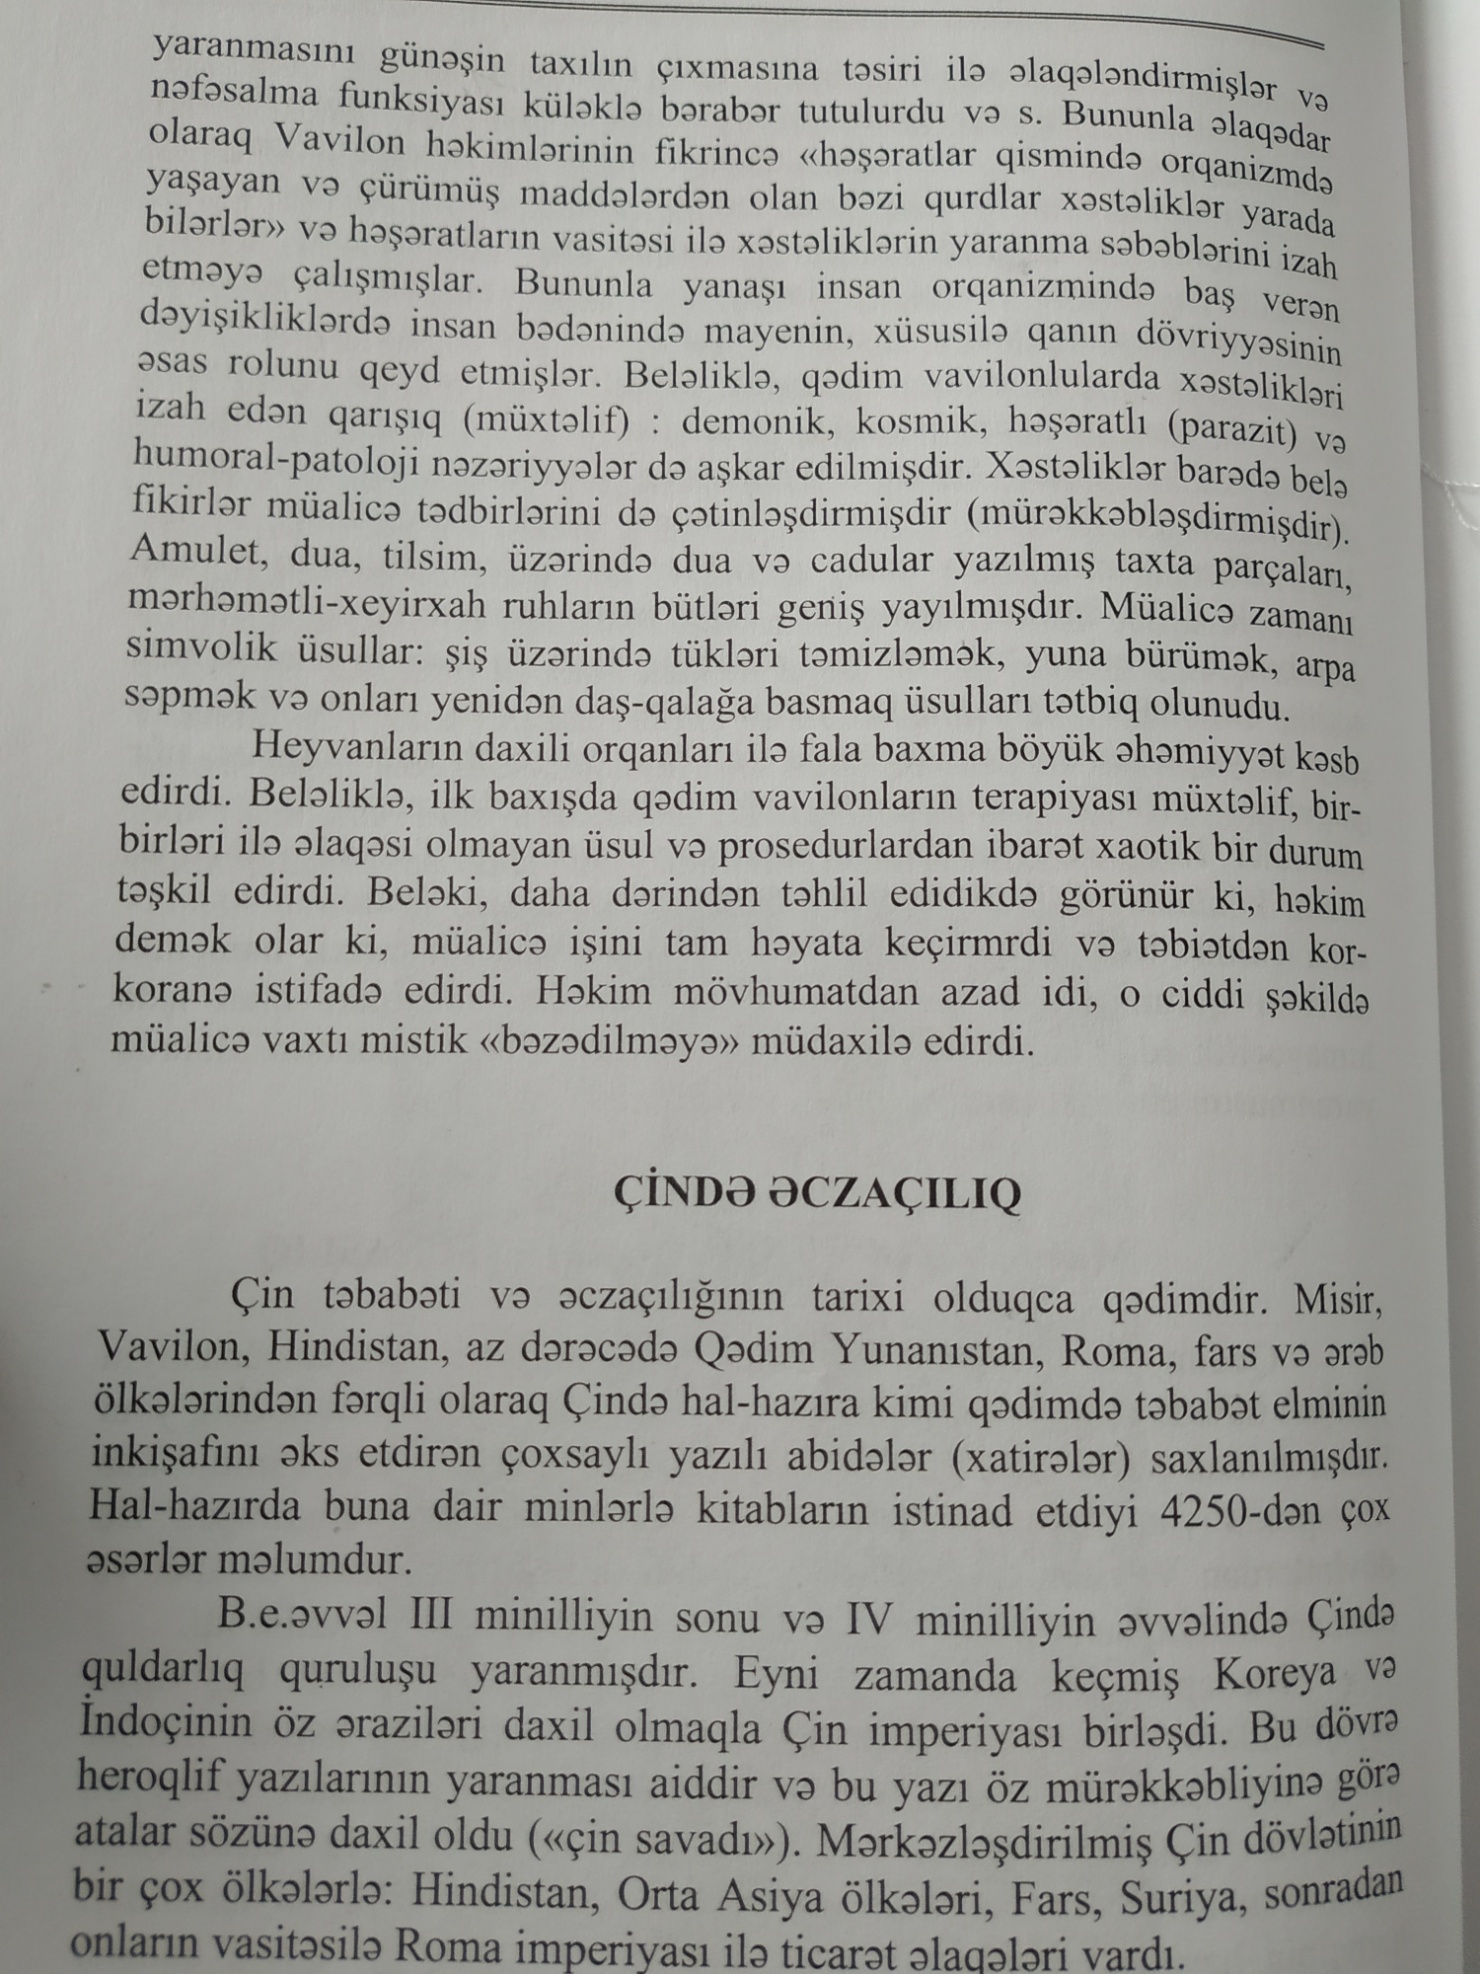 yaranmasını günəşin taxılın çıxmasına təsiri ilə əlaqələndirmişlər və
nəfəsalma funksiyası küləklə bərabər tutulurdu və s. Bununla əlaqədar
olaraq Vavilon həkimlərinin fikrincə «həşəratlar qismində orqanizmdə
yaşayan və çürümüş maddələrdən olan bəzi qurdlar xəstəliklər yarada
bilərlər» və həşəratların vasitəsi ilə xəstəliklərin yaranma səbəblərini izah
etməyə çalışmışlar. Bununla yanaşı insan orqanizmində baş verən
dəyişikliklərdə insan bədənində mayenin, xüsusilə qanın dövriyyəsinin
əsas rolunu qeyd etmişlər. Beləliklə, qədim vavilonlularda xəstəlikləri
izah edən qarışıq (müxtəlif) : demonik, kosmik, həşəratlı (parazit) və
humoral-patoloji nəzəriyyələr də aşkar edilmişdir. Xəstəliklər barədə belə
fikirlər müalicə tədbirlərini də çətinləşdirmişdir (mürəkkəbləşdirmişdir).
Amulet, dua, tilsim, üzərində dua və cadular yazılmış taxta parçaları,
mərhəmətli-xeyirxah ruhların bütləri geniş yayılmışdır. Müalicə zamanı
simvolik üsullar: şiş üzərində tükləri təmizləmək, yuna bürümək, arpa
səpmək və onları yenidən daş-qalağa basmaq üsulları tətbiq olunudu.
Heyvanların daxili orqanları ilə fala baxma böyük əhəmiyyət kəsb
edirdi. Beləliklə, ilk baxışda qədim vavilonların terapiyası müxtəlif, bir-
birləri ilə əlaqəsi olmayan üsul və prosedurlardan ibarət xaotik bir durum
təşkil edirdi. Beləki, daha dərindən təhlil edidikdə görünür ki, həkim
demək olar ki, müalicə işini tam həyata keçirmrdi və təbiətdən kor-
koranə istifadə edirdi. Həkim mövhumatdan azad idi, o ciddi şəkildə
müalicə vaxtı mistik «bəzədilməyə» müdaxilə edirdi.
ÇİNDƏ ƏCZAÇILIQ
Çin təbabəti və əczaçılığının tarixi olduqca qədimdir. Misir,
Vavilon, Hindistan, az dərəcədə Qədim Yunanıstan, Roma, fars və ərəb
ölkələrindən fərqli olaraq Çində hal-hazıra kimi qədimdə təbabət elminin
inkişafını əks etdirən çoxsaylı yazılı abidələr (xatirələr) saxlanılmışdır.
Hal-hazırda buna dair minlərlə kitabların istinad etdiyi 4250-dən çox
əsərlər məlumdur.
B.e.əvvəl III minilliyin sonu və IV minilliyin əvvəlində Çində
quldarlıq quruluşu yaranmışdır. Eyni zamanda keçmiş Koreya və
İndoçinin öz əraziləri daxil olmaqla Çin imperiyası birləşdi. Bu dövrə
heroqlif yazılarının yaranması aiddir və bu yazı öz mürəkkəbliyinə görə
atalar sözünə daxil oldu («çin savadı»). Mərkəzləşdirilmiş Çin dövlətinin
bir çox ölkələrlə: Hindistan, Orta Asiya ölkələri, Fars, Suriya, sonradan
onların vasitəsilə Roma imperiyası ilə ticarət əlaqələri vardı.